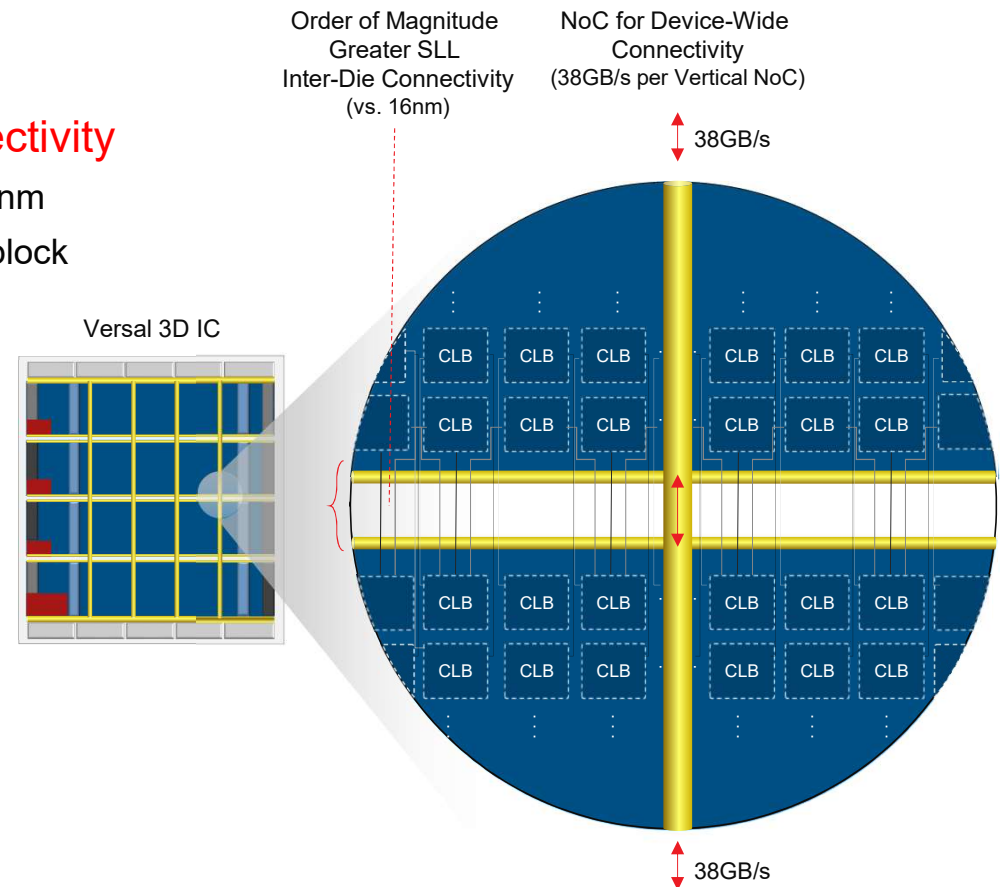 Order of Magnitude
Greater SLL
Inter-Die Connectivity
(vs. 16nm)
NoC for Device-Wide
Connectivity
(38GB/s per Vertical NoC)
38GB/s
ectivity
nm
lock
Versal 3D IC
CLB CLB CLB CLB CLB CLB
CLB CLB CLB CLB CLB CLB
CLB CLB CLB CLB CLB CLB
CLB CLB CLB CLB CLB CLB
38GB/s